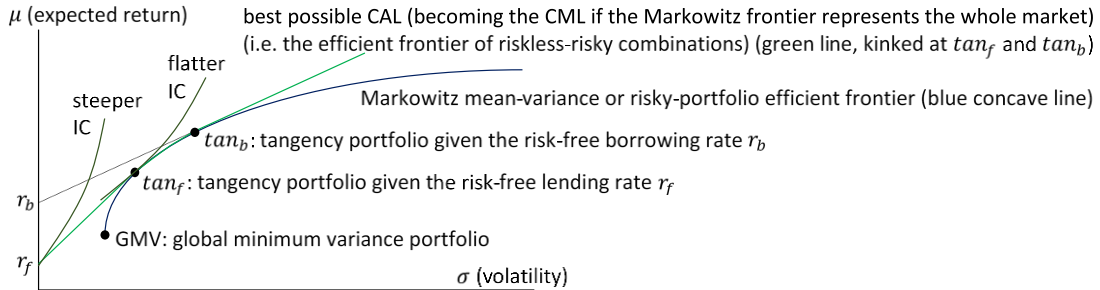 μ (expected return)
best possible CAL (becoming the CML if the Markowitz frontier represents the whole market)
(i.e. the efficient frontier of riskless-risky combinations) (green line, kinked at tan_f and tan_b)
flatter
IC
steeper
IC
Markowitz mean-variance or risky-portfolio efficient frontier (blue concave line)
tan_b: tangency portfolio given the risk-free borrowing rate r_b
tan_f: tangency portfolio given the risk-free lending rate r_f
r_b
GMV: global minimum variance portfolio
r_f
σ (volatility)